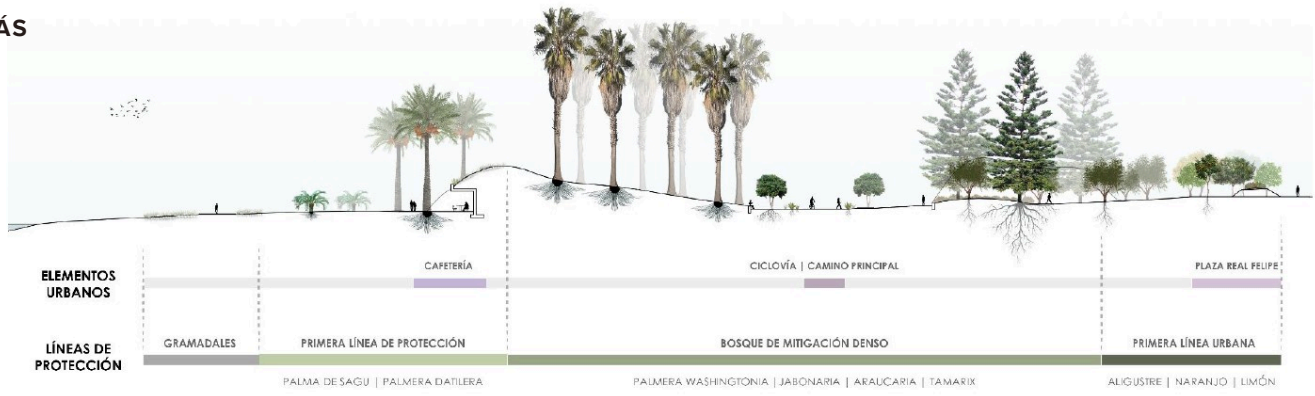 ÁS
ELEMENTOS
URBANOS
CAFETERÍA
CICLOVÍA | CAMINO PRINCIPAL
PLAZA REAL FELIPE
LÍNEAS DE
PROTECCIÓN
GRAMADALES
PRIMERA LÍNEA DE PROTECCIÓN
BOSQUE DE MITIGACIÓN DENSO
PRIMERA LÍNEA URBANA
PALMA DE SAGU | PALMERA DATILERA
PALMERA WASHINGTONIA | JABONARIA | ARAUCARIA | TAMARIX
ALIGUSTRE | NARANJO | LIMÓN